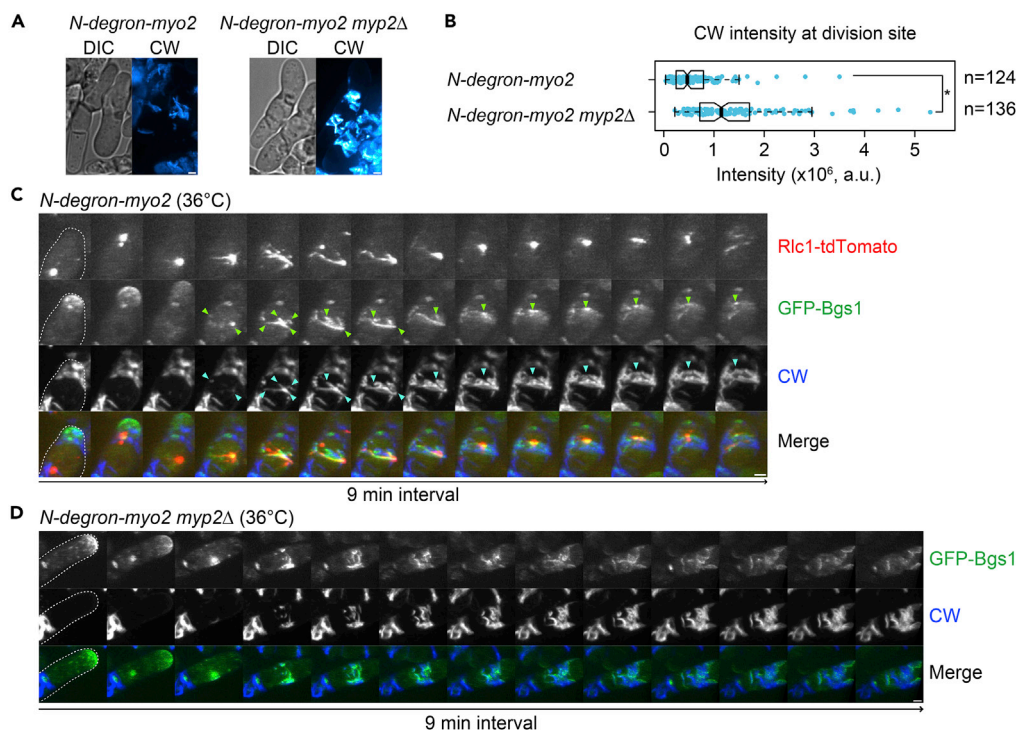 A
N-degron-myo2
N-degron-myo2 myp2Δ
DIC CW
DIC CW
B
CW intensity at division site
N-degron-myo2
n=124
*
N-degron-myo2 myp2Δ
n=136
0 1 2 3 4 5
Intensity (x10⁶, a.u.)
C
N-degron-myo2 (36°C)
Rlc1-tdTomato
GFP-Bgs1
CW
Merge
9 min interval
D
N-degron-myo2 myp2Δ (36°C)
GFP-Bgs1
CW
Merge
9 min interval